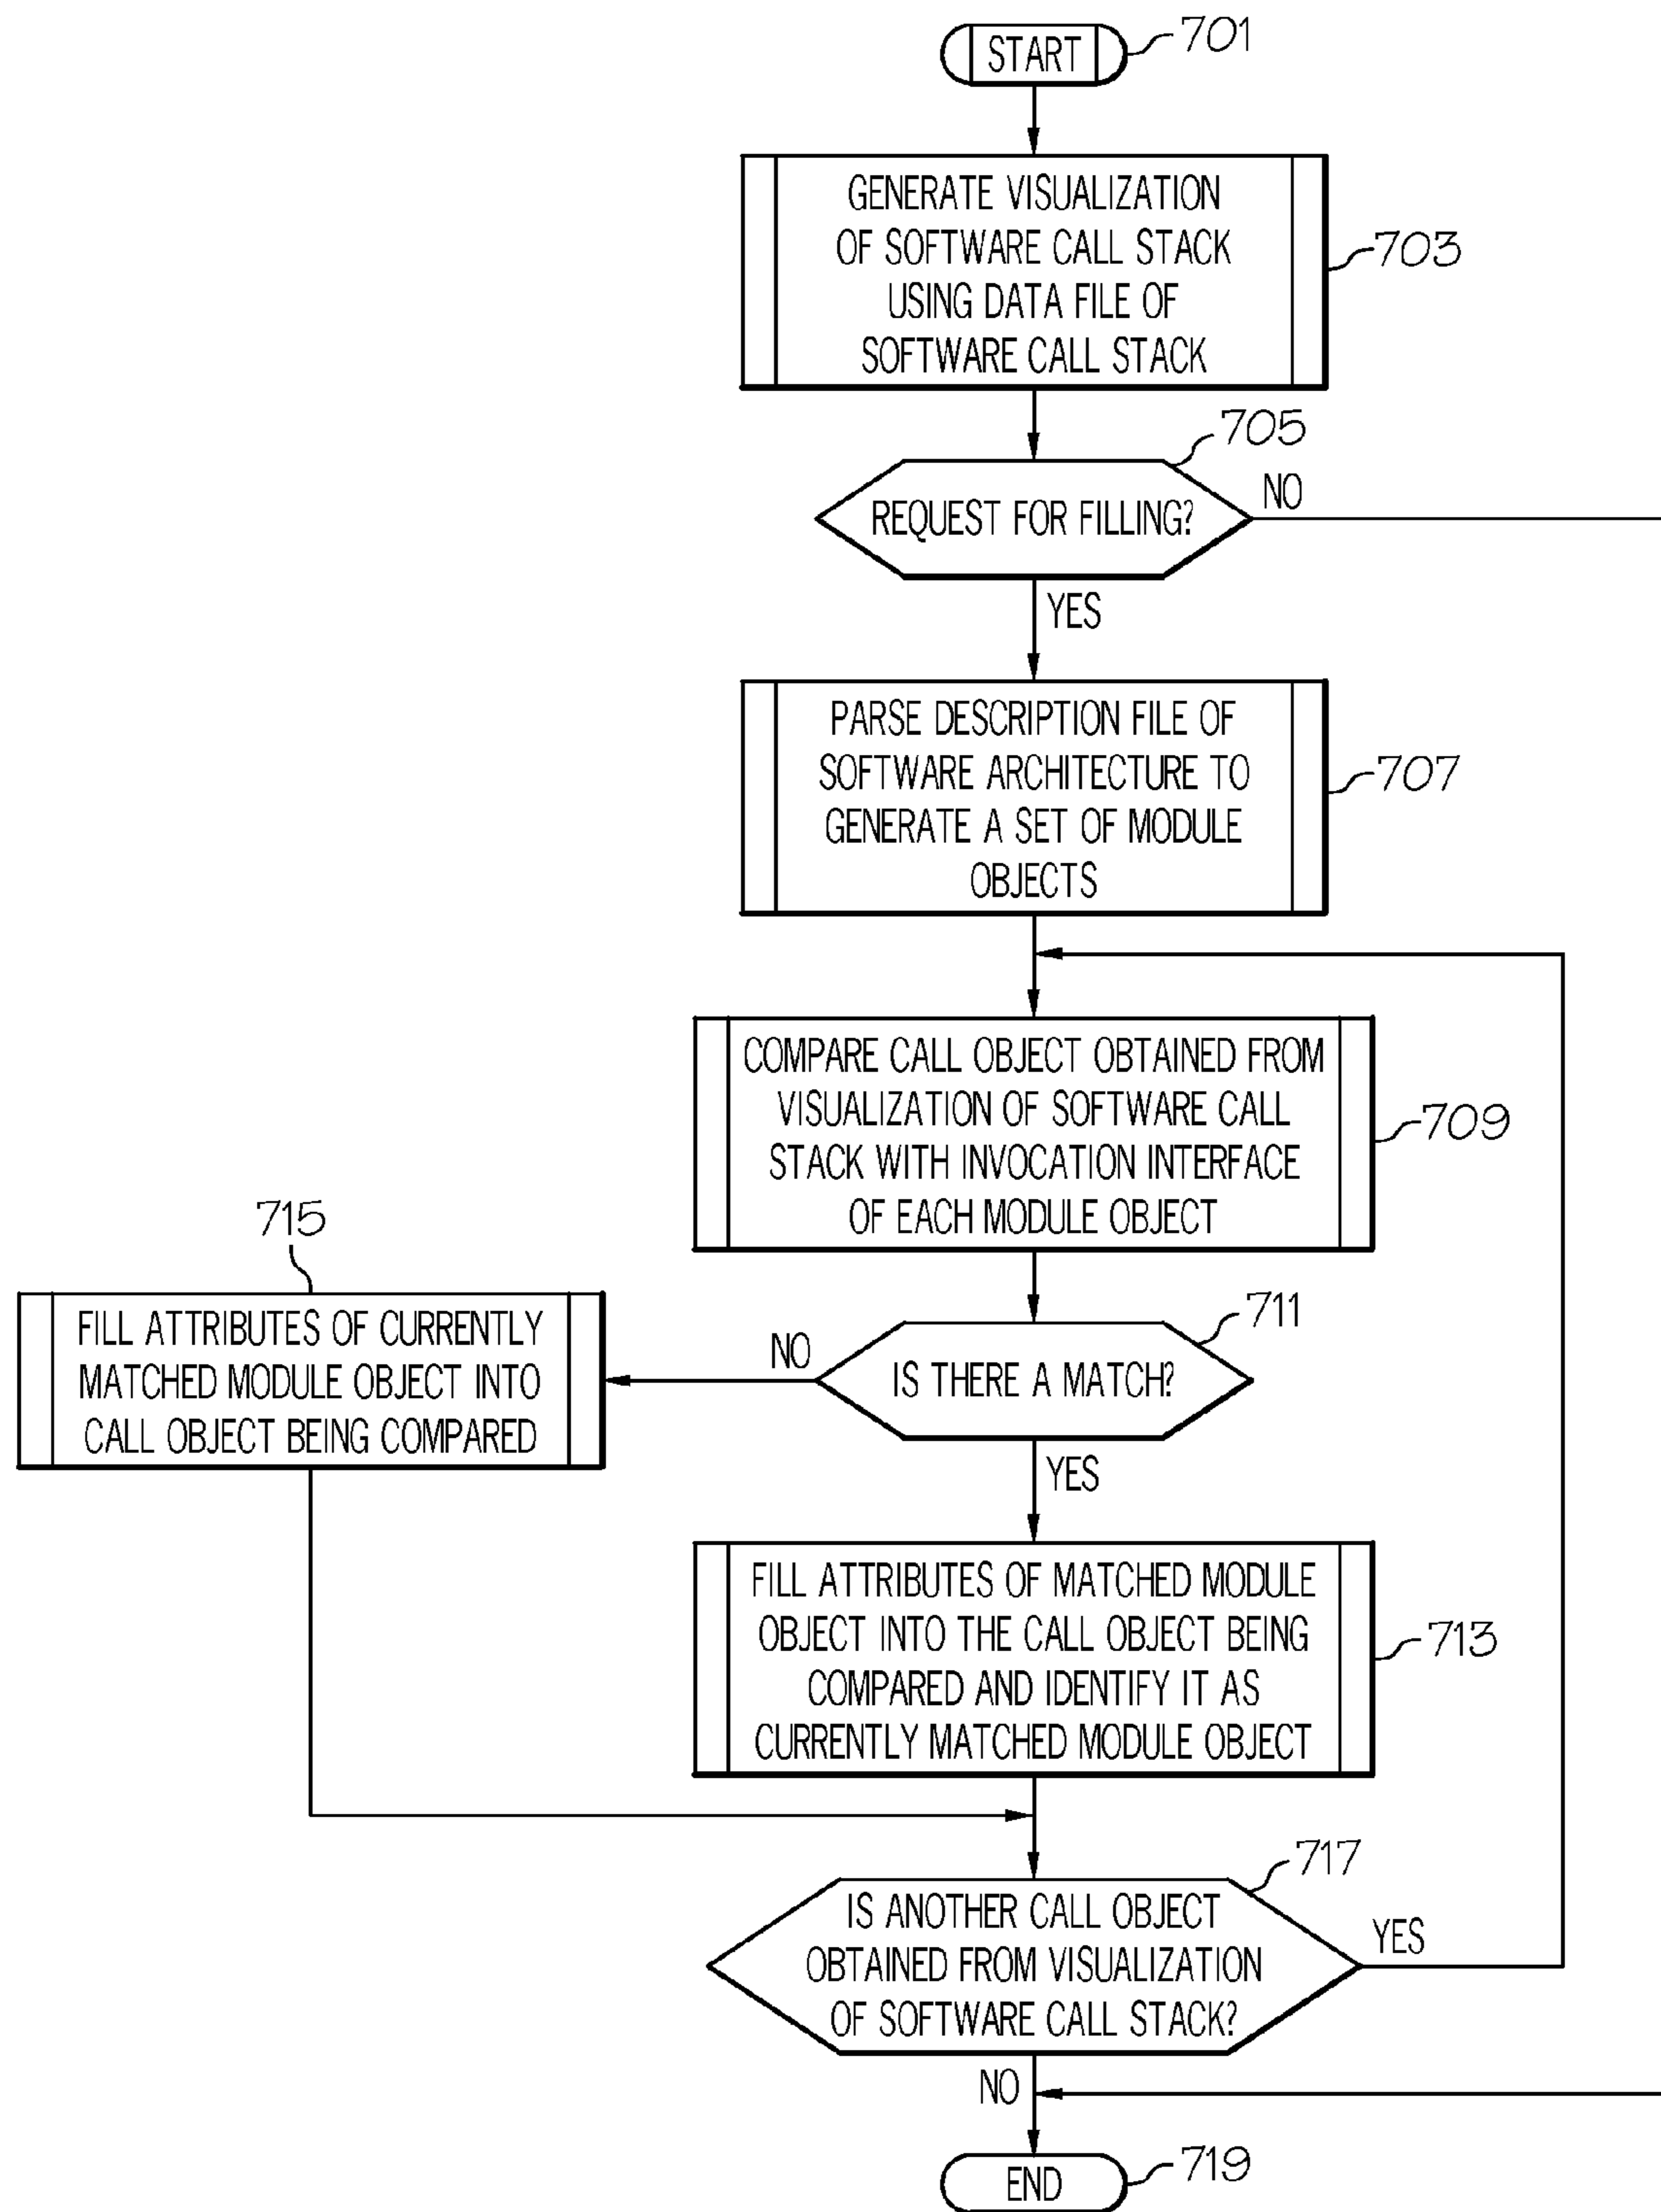 START
701
GENERATE VISUALIZATION
OF SOFTWARE CALL STACK
USING DATA FILE OF
SOFTWARE CALL STACK
703
705
REQUEST FOR FILLING?
NO
YES
PARSE DESCRIPTION FILE OF
SOFTWARE ARCHITECTURE TO
GENERATE A SET OF MODULE
OBJECTS
707
COMPARE CALL OBJECT OBTAINED FROM
VISUALIZATION OF SOFTWARE CALL
STACK WITH INVOCATION INTERFACE
OF EACH MODULE OBJECT
709
711
IS THERE A MATCH?
NO
YES
715
FILL ATTRIBUTES OF CURRENTLY
MATCHED MODULE OBJECT INTO
CALL OBJECT BEING COMPARED
FILL ATTRIBUTES OF MATCHED MODULE
OBJECT INTO THE CALL OBJECT BEING
COMPARED AND IDENTIFY IT AS
CURRENTLY MATCHED MODULE OBJECT
713
717
IS ANOTHER CALL OBJECT
OBTAINED FROM VISUALIZATION
OF SOFTWARE CALL STACK?
YES
NO
END
719